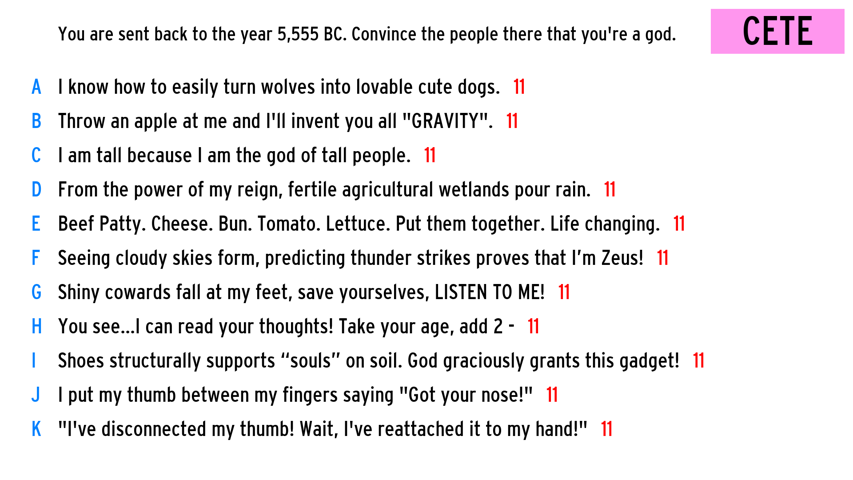 You are sent back to the year 5,555 BC. Convince the people there that you're a god.
CETE
A I know how to easily turn wolves into lovable cute dogs. 11
B Throw an apple at me and I'll invent you all "GRAVITY". 11
C I am tall because I am the god of tall people. 11
D From the power of my reign, fertile agricultural wetlands pour rain. 11
E Beef Patty. Cheese. Bun. Tomato. Lettuce. Put them together. Life changing. 11
F Seeing cloudy skies form, predicting thunder strikes proves that I’m Zeus! 11
G Shiny cowards fall at my feet, save yourselves, LISTEN TO ME! 11
H You see...I can read your thoughts! Take your age, add 2 - 11
I Shoes structurally supports “souls” on soil. God graciously grants this gadget! 11
J I put my thumb between my fingers saying "Got your nose!" 11
K "I've disconnected my thumb! Wait, I've reattached it to my hand!" 11